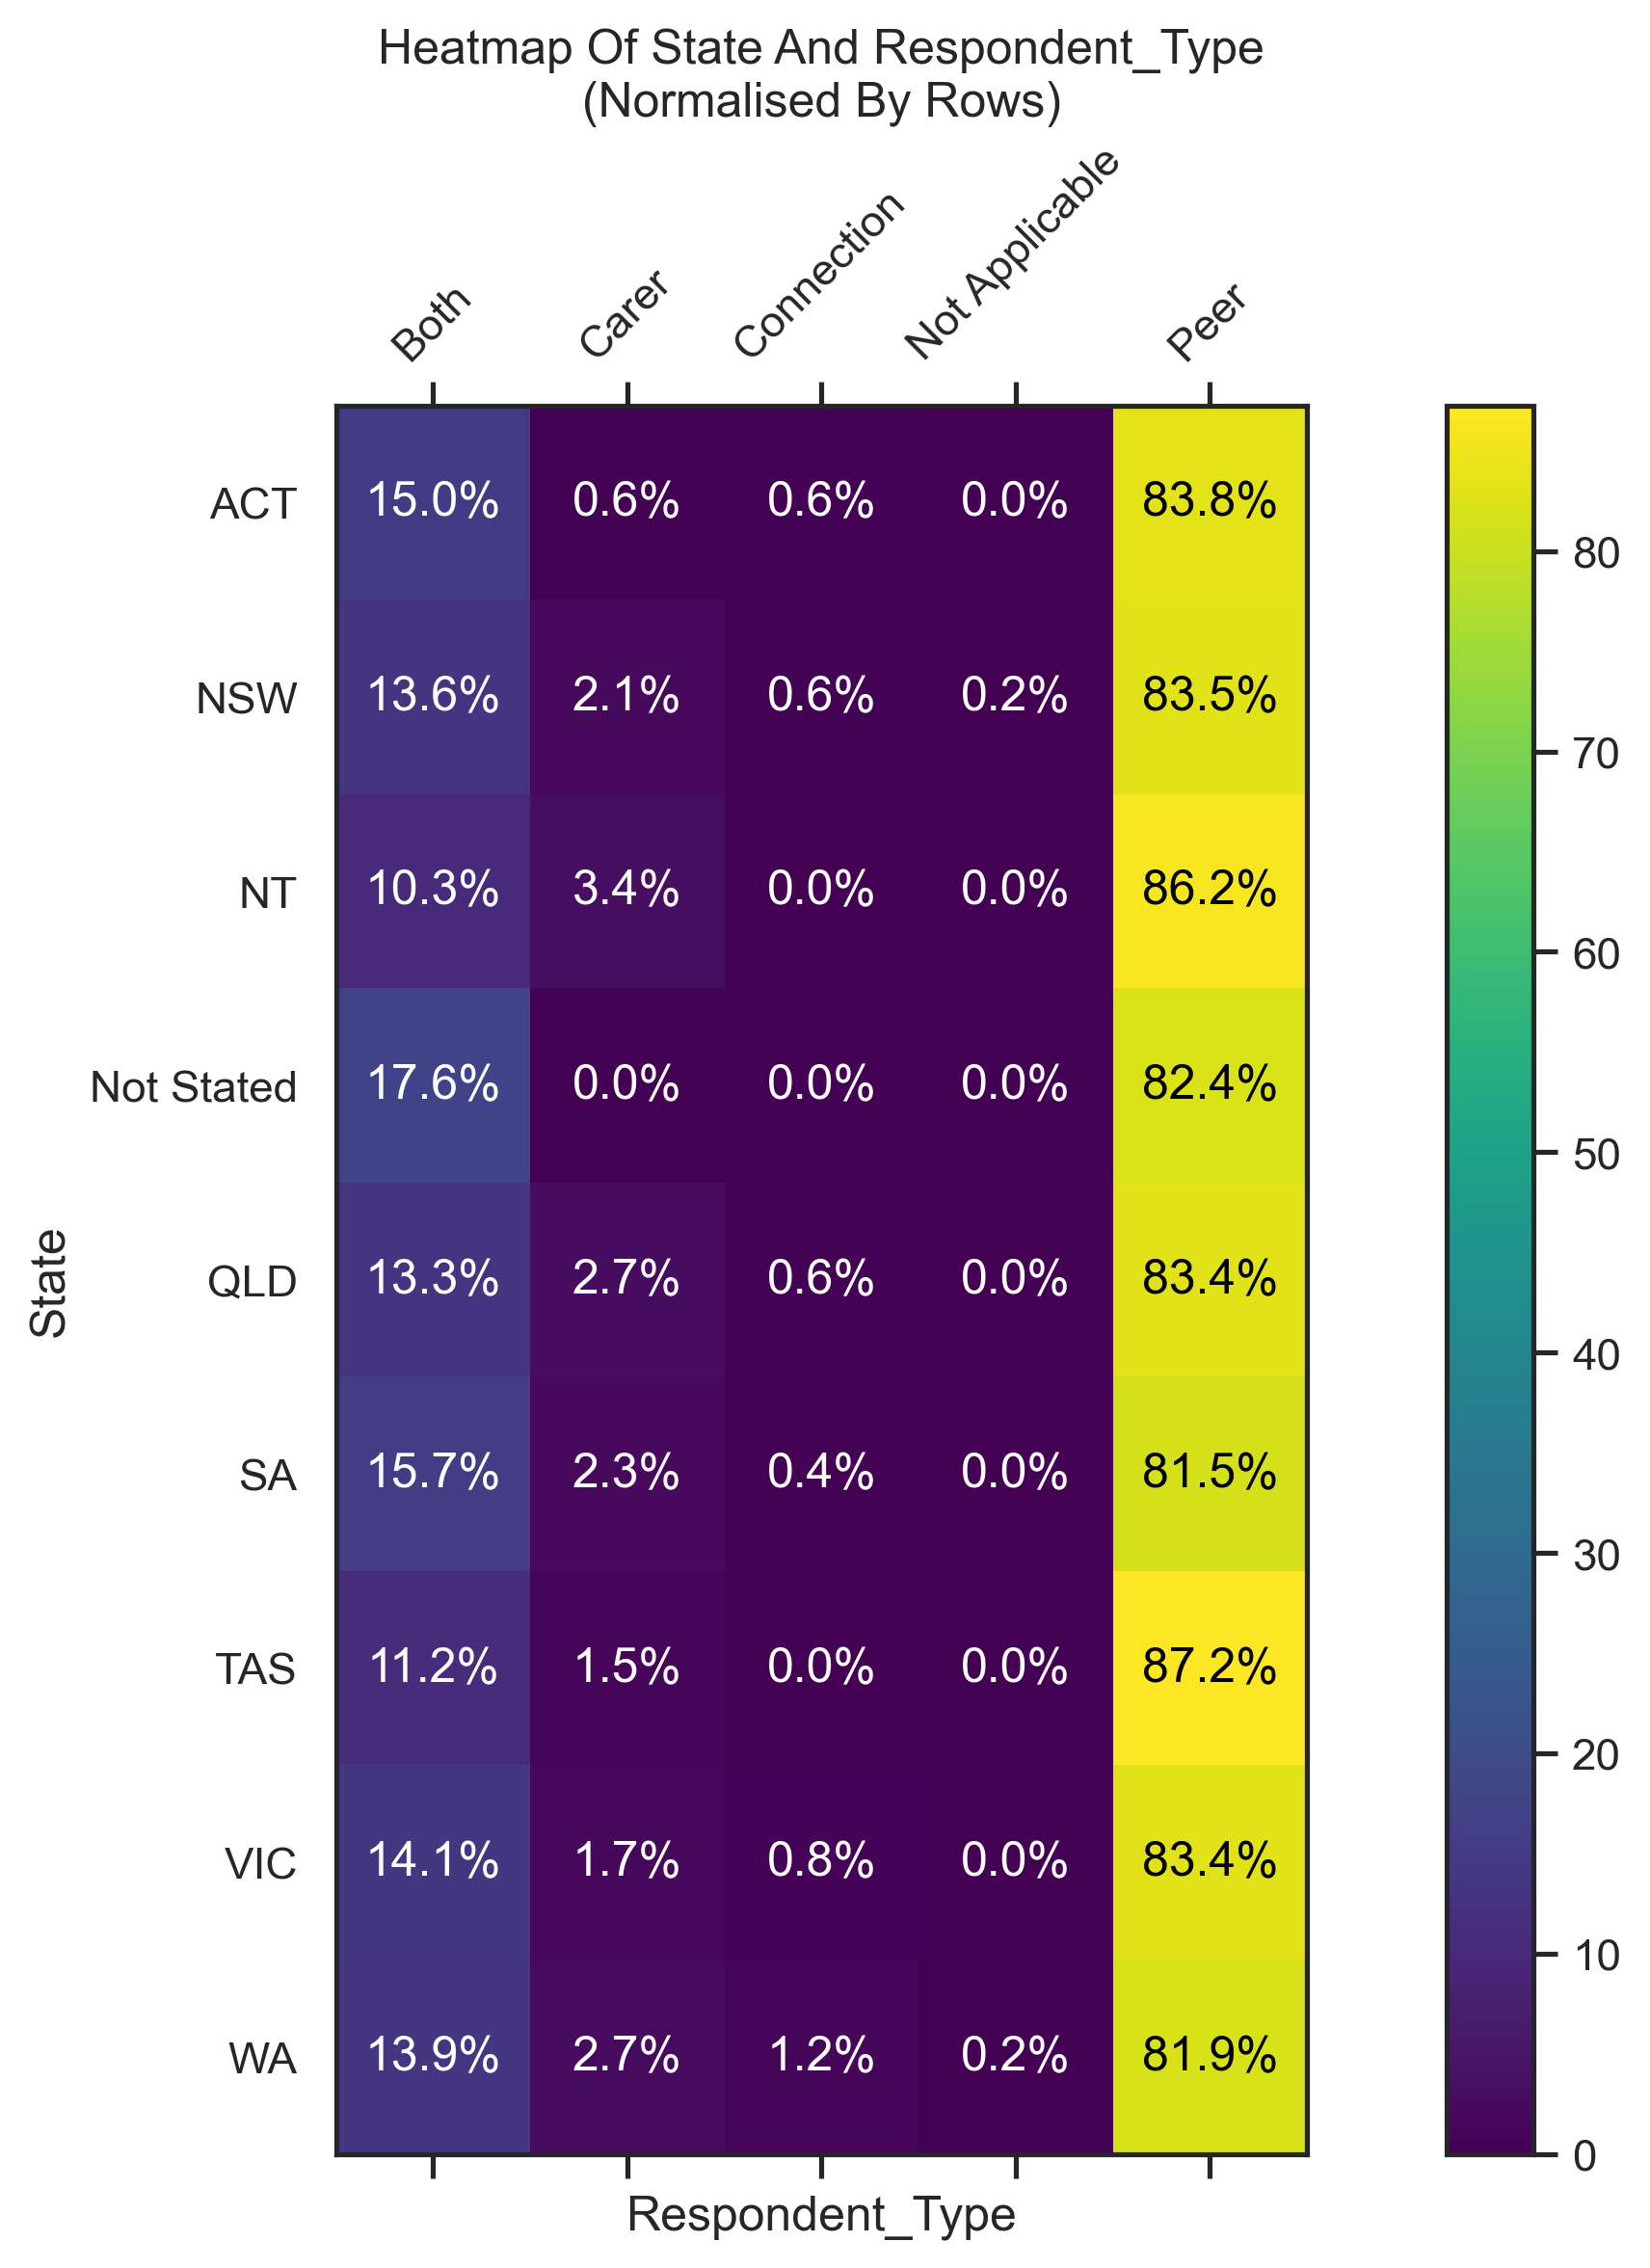 Heatmap Of State And Respondent_Type
(Normalised By Rows)
Both Carer Connection Not Applicable Peer
ACT 15.0% 0.6% 0.6% 0.0% 83.8%
NSW 13.6% 2.1% 0.6% 0.2% 83.5%
NT 10.3% 3.4% 0.0% 0.0% 86.2%
Not Stated 17.6% 0.0% 0.0% 0.0% 82.4%
QLD 13.3% 2.7% 0.6% 0.0% 83.4%
SA 15.7% 2.3% 0.4% 0.0% 81.5%
TAS 11.2% 1.5% 0.0% 0.0% 87.2%
VIC 14.1% 1.7% 0.8% 0.0% 83.4%
WA 13.9% 2.7% 1.2% 0.2% 81.9%
State
Respondent_Type
80
70
60
50
40
30
20
10
0